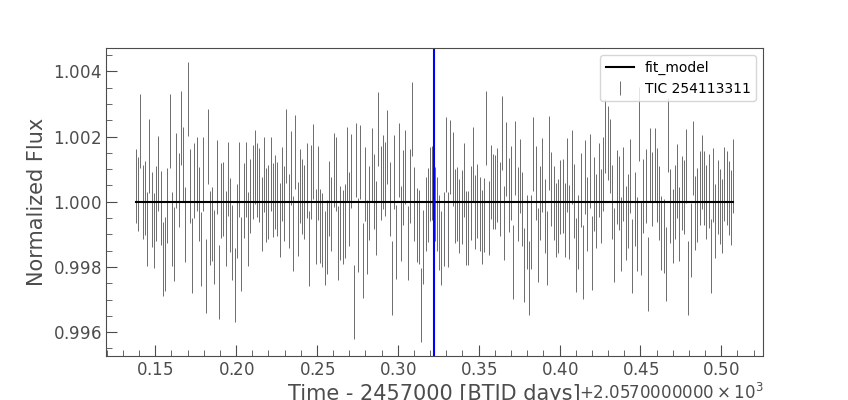 fit_model
TIC 254113311
1.004
1.002
1.000
0.998
0.996
Normalized Flux
0.15 0.20 0.25 0.30 0.35 0.40 0.45 0.50
Time - 2457000 [BTJD days]
+2.0570000000 × 10³